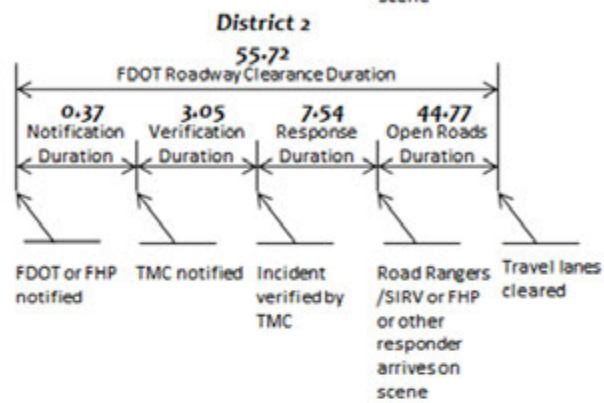 scene
District 2
55.72
FDOT Roadway Clearance Duration
0.37 3.05 7.54 44.77
Notification Verification Response Open Roads
Duration Duration Duration Duration
FDOT or FHP
notified
TMC notified
Incident
verified by
TMC
Road Rangers
/SIRV or FHP
or other
responder
arrives on
scene
Travel lanes
cleared